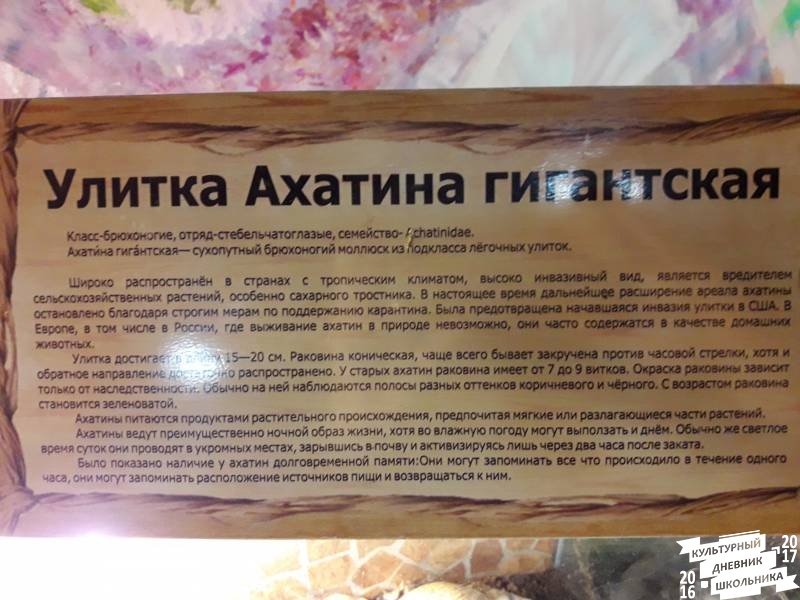 Улитка Ахатина гигантская
Класс-брюхоногие, отряд-стебельчатоглазые, семейство- Achatinidae.
Ахати́на гига́нтская— сухопутный брюхоногий моллюск из подкласса лёгочных улиток.
Широко распространён в странах с тропическим климатом, высоко инвазивный вид, является вредителем
сельскохозяйственных растений, особенно сахарного тростника. В настоящее время дальнейшее расширение ареала ахатины
остановлено благодаря строгим мерам по поддержанию карантина. Была предотвращена начавшаяся инвазия улитки в США. В
Европе, в том числе в России, где выживание ахатин в природе невозможно, они часто содержатся в качестве домашних
животных.
Улитка достигает в длину 15—20 см. Раковина коническая, чаще всего бывает закручена против часовой стрелки, хотя и
обратное направление достаточно распространено. У старых ахатин раковина имеет от 7 до 9 витков. Окраска раковины зависит
только от наследственности. Обычно на ней наблюдаются полосы разных оттенков коричневого и чёрного. С возрастом раковина
становится зеленоватой.
Ахатины питаются продуктами растительного происхождения, предпочитая мягкие или разлагающиеся части растений.
Ахатины ведут преимущественно ночной образ жизни, хотя во влажную погоду могут выползать и днём. Обычно же светлое
время суток они проводят в укромных местах, зарывшись в почву и активизируясь лишь через два часа после заката.
Было показано наличие у ахатин долговременной памяти:Они могут запоминать все что происходило в течение одного
часа, они могут запоминать расположение источников пищи и возвращаться к ним.
КУЛЬТУРНЫЙ
ДНЕВНИК
ШКОЛЬНИКА
2016
2017